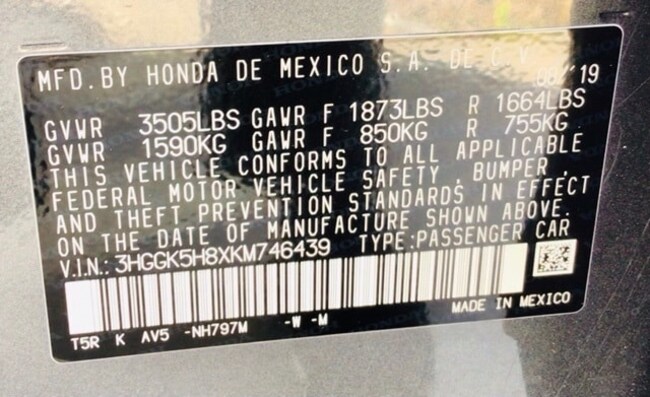 MFD.BY HONDA DE MEXICO S.A. DE C.V.
/19
GVWR 3505LBS GAWR F 1873LBS R 1664LBS
GVWR 1590KG GAWR F 850KG R 755KG
THIS VEHICLE CONFORMS TO ALL APPLICABLE
FEDERAL MOTOR VEHICLE SAFETY, BUMPER,
AND THEFT PREVENTION STANDARDS IN EFFECT
ON THE DATE OF MANUFACTURE SHOWN ABOVE.
V.I.N.: 3HGGK5H8XKM746439 TYPE:PASSENGER CAR
T5R K AV5 -NH797M -W -M MADE IN MEXICO